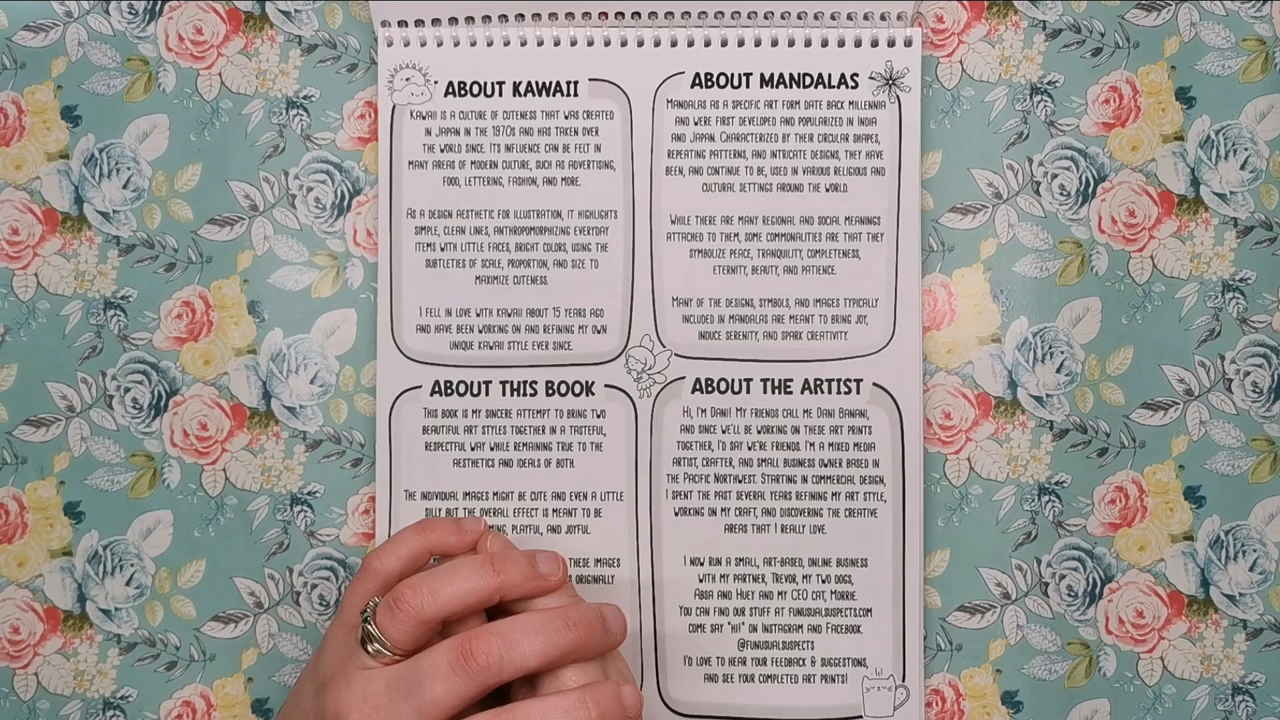 ABOUT KAWAII
KAWAII IS A CULTURE OF CUTENESS THAT WAS CREATED
IN JAPAN IN THE 1970S AND HAS TAKEN OVER
THE WORLD SINCE. ITS INFLUENCE CAN BE FELT IN
MANY AREAS OF MODERN CULTURE, SUCH AS ADVERTISING,
FOOD, LETTERING, FASHION, AND MORE.
AS A DESIGN AESTHETIC FOR ILLUSTRATION, IT HIGHLIGHTS
SIMPLE, CLEAN LINES, ANTHROPOMORPHIZING EVERYDAY
ITEMS WITH LITTLE FACES, BRIGHT COLORS, USING THE
SUBTLETIES OF SCALE, PROPORTION, AND SIZE TO
MAXIMIZE CUTENESS.
I FELL IN LOVE WITH KAWAII ABOUT 15 YEARS AGO
AND HAVE BEEN WORKING ON AND REFINING MY OWN
UNIQUE KAWAII STYLE EVER SINCE.
ABOUT MANDALAS
MANDALAS AS A SPECIFIC ART FORM DATE BACK MILLENNIA
AND WERE FIRST DEVELOPED AND POPULARIZED IN INDIA
AND JAPAN. CHARACTERIZED BY THEIR CIRCULAR SHAPES,
REPEATING PATTERNS, AND INTRICATE DESIGNS, THEY HAVE
BEEN, AND CONTINUE TO BE, USED IN VARIOUS RELIGIOUS AND
CULTURAL SETTINGS AROUND THE WORLD.
WHILE THERE ARE MANY REGIONAL AND SOCIAL MEANINGS
ATTACHED TO THEM, SOME COMMONALITIES ARE THAT THEY
SYMBOLIZE PEACE, TRANQUILITY, COMPLETENESS,
ETERNITY, BEAUTY, AND PATIENCE.
MANY OF THE DESIGNS, SYMBOLS, AND IMAGES TYPICALLY
INCLUDED IN MANDALAS ARE MEANT TO BRING JOY,
INDUCE SERENITY, AND SPARK CREATIVITY.
ABOUT THIS BOOK
THIS BOOK IS MY SINCERE ATTEMPT TO BRING TWO
BEAUTIFUL ART STYLES TOGETHER IN A TASTEFUL,
RESPECTFUL WAY WHILE REMAINING TRUE TO THE
AESTHETICS AND IDEALS OF BOTH.
THE INDIVIDUAL IMAGES MIGHT BE CUTE AND EVEN A LITTLE
SILLY BUT THE OVERALL EFFECT IS MEANT TO BE
PLAYFUL, AND JOYFUL.
THESE IMAGES
ORIGINALLY
ABOUT THE ARTIST
HI, I'M DANI! MY FRIENDS CALL ME DANI BANANI,
AND SINCE WE'LL BE WORKING ON THESE ART PRINTS
TOGETHER, I'D SAY WE'RE FRIENDS. I'M A MIXED MEDIA
ARTIST, CRAFTER, AND SMALL BUSINESS OWNER BASED IN
THE PACIFIC NORTHWEST. STARTING IN COMMERCIAL DESIGN,
I SPENT THE PAST SEVERAL YEARS REFINING MY ART STYLE,
WORKING ON MY CRAFT, AND DISCOVERING THE CREATIVE
AREAS THAT I REALLY LOVE.
I NOW RUN A SMALL, ART-BASED, ONLINE BUSINESS
WITH MY PARTNER, TREVOR, MY TWO DOGS,
ABBA AND HUEY AND MY CEO CAT, MORRIE.
YOU CAN FIND OUR STUFF AT FUNUSUALSUSPECTS.COM
COME SAY "HI!" ON INSTAGRAM AND FACEBOOK.
@FUNUSUALSUSPECTS
I'D LOVE TO HEAR YOUR FEEDBACK & SUGGESTIONS,
AND SEE YOUR COMPLETED ART PRINTS!